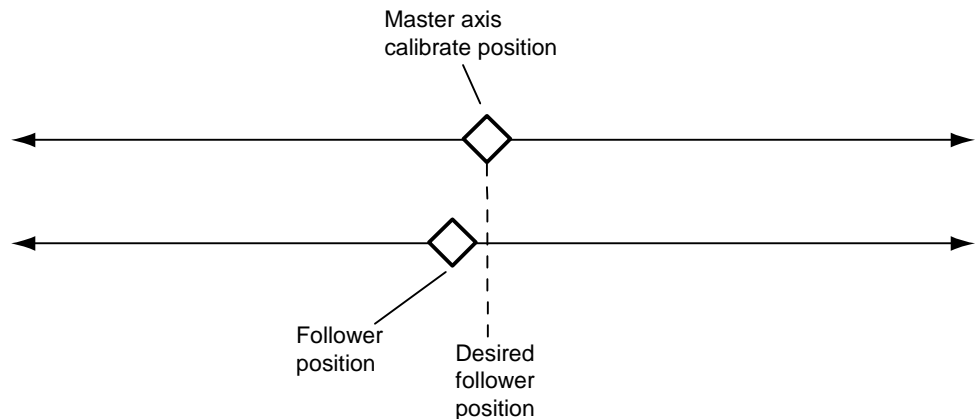 Master axis
calibrate position
Follower
position
Desired
follower
position